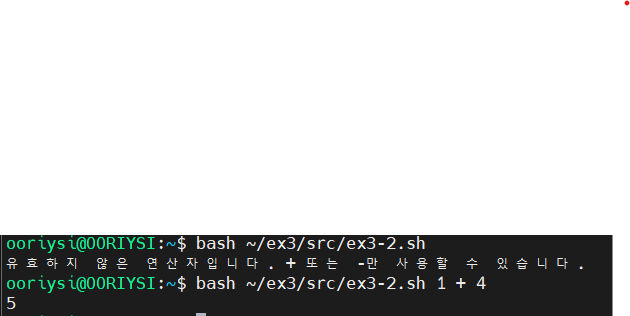 ooriysi@OORIYSI:~$ bash ~/ex3/src/ex3-2.sh
유효하지 않은 연산자입니다. + 또는 -만 사용할 수 있습니다.
ooriysi@OORIYSI:~$ bash ~/ex3/src/ex3-2.sh 1 + 4
5